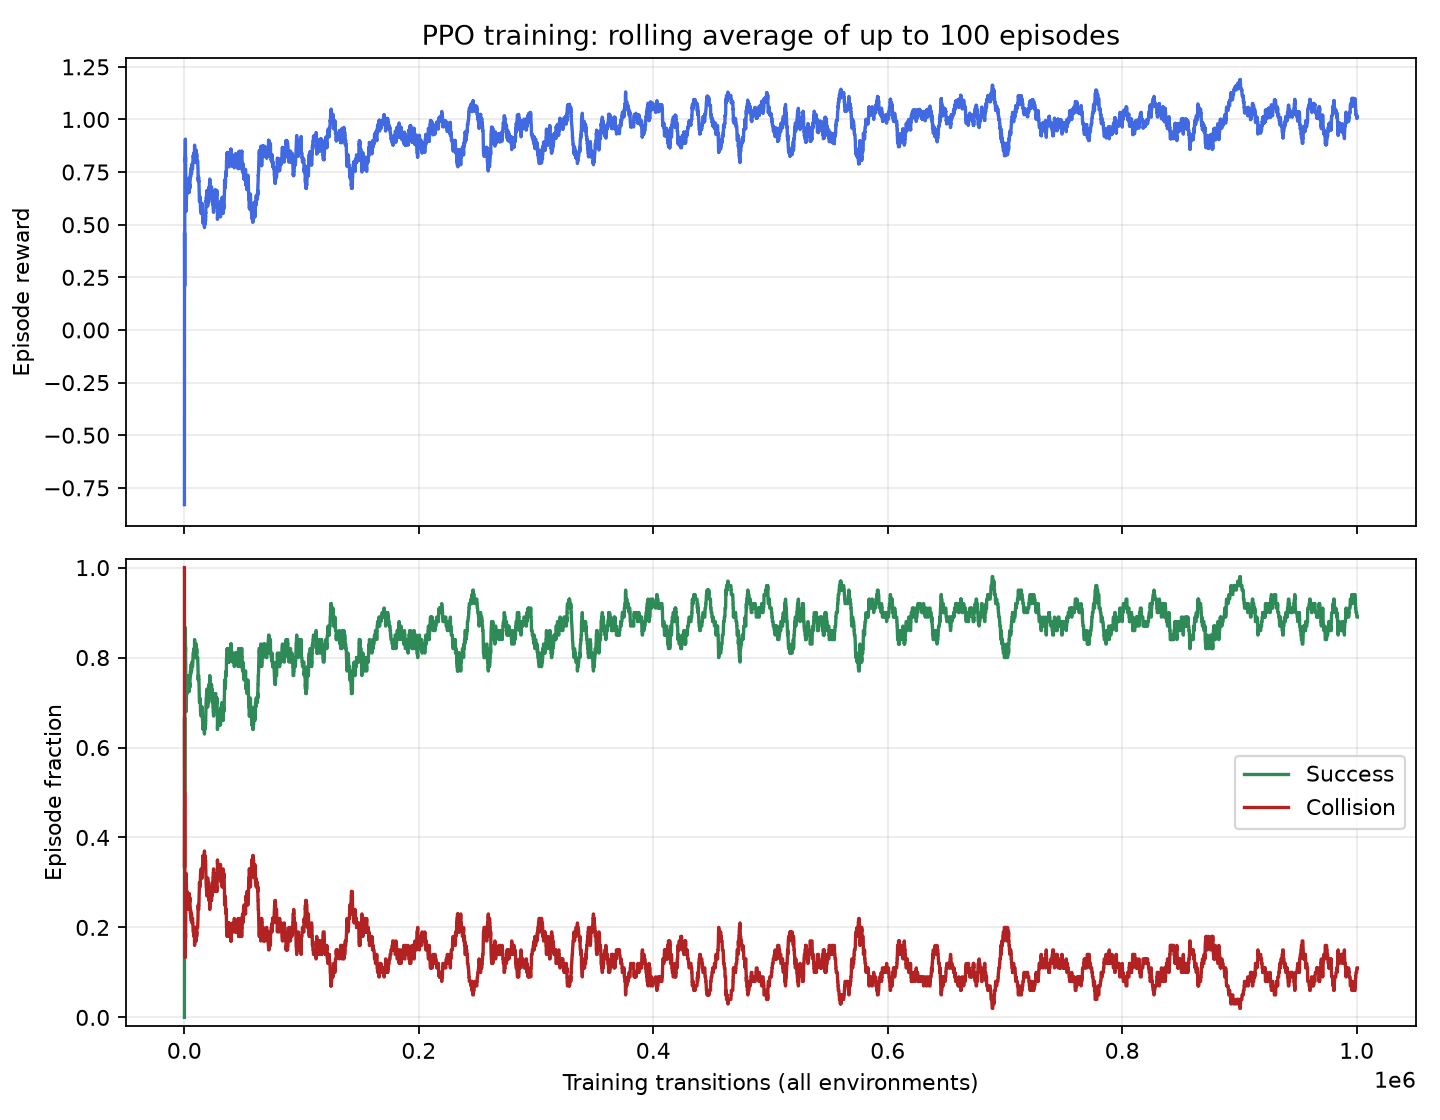 PPO training: rolling average of up to 100 episodes
1.25
1.00
0.75
0.50
0.25
0.00
−0.25
−0.50
−0.75
Episode reward
1.0
0.8
0.6
0.4
0.2
0.0
Episode fraction
Success
Collision
0.0 0.2 0.4 0.6 0.8 1.0
1e6
Training transitions (all environments)